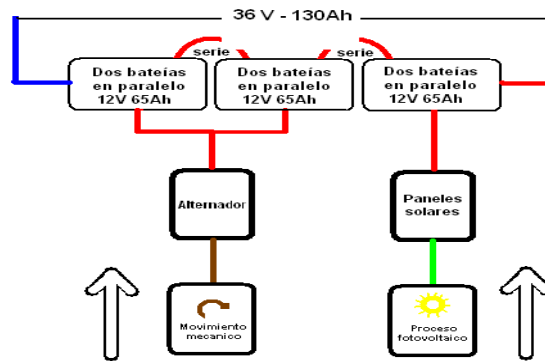 36 V - 130Ah
serie
serie
Dos bateías
en paralelo
12V 65Ah
Dos bateías
en paralelo
12V 65Ah
Dos bateías
en paralelo
12V 65Ah
Alternador
Paneles
solares
Movimiento
mecanico
Proceso
fotovoltaico